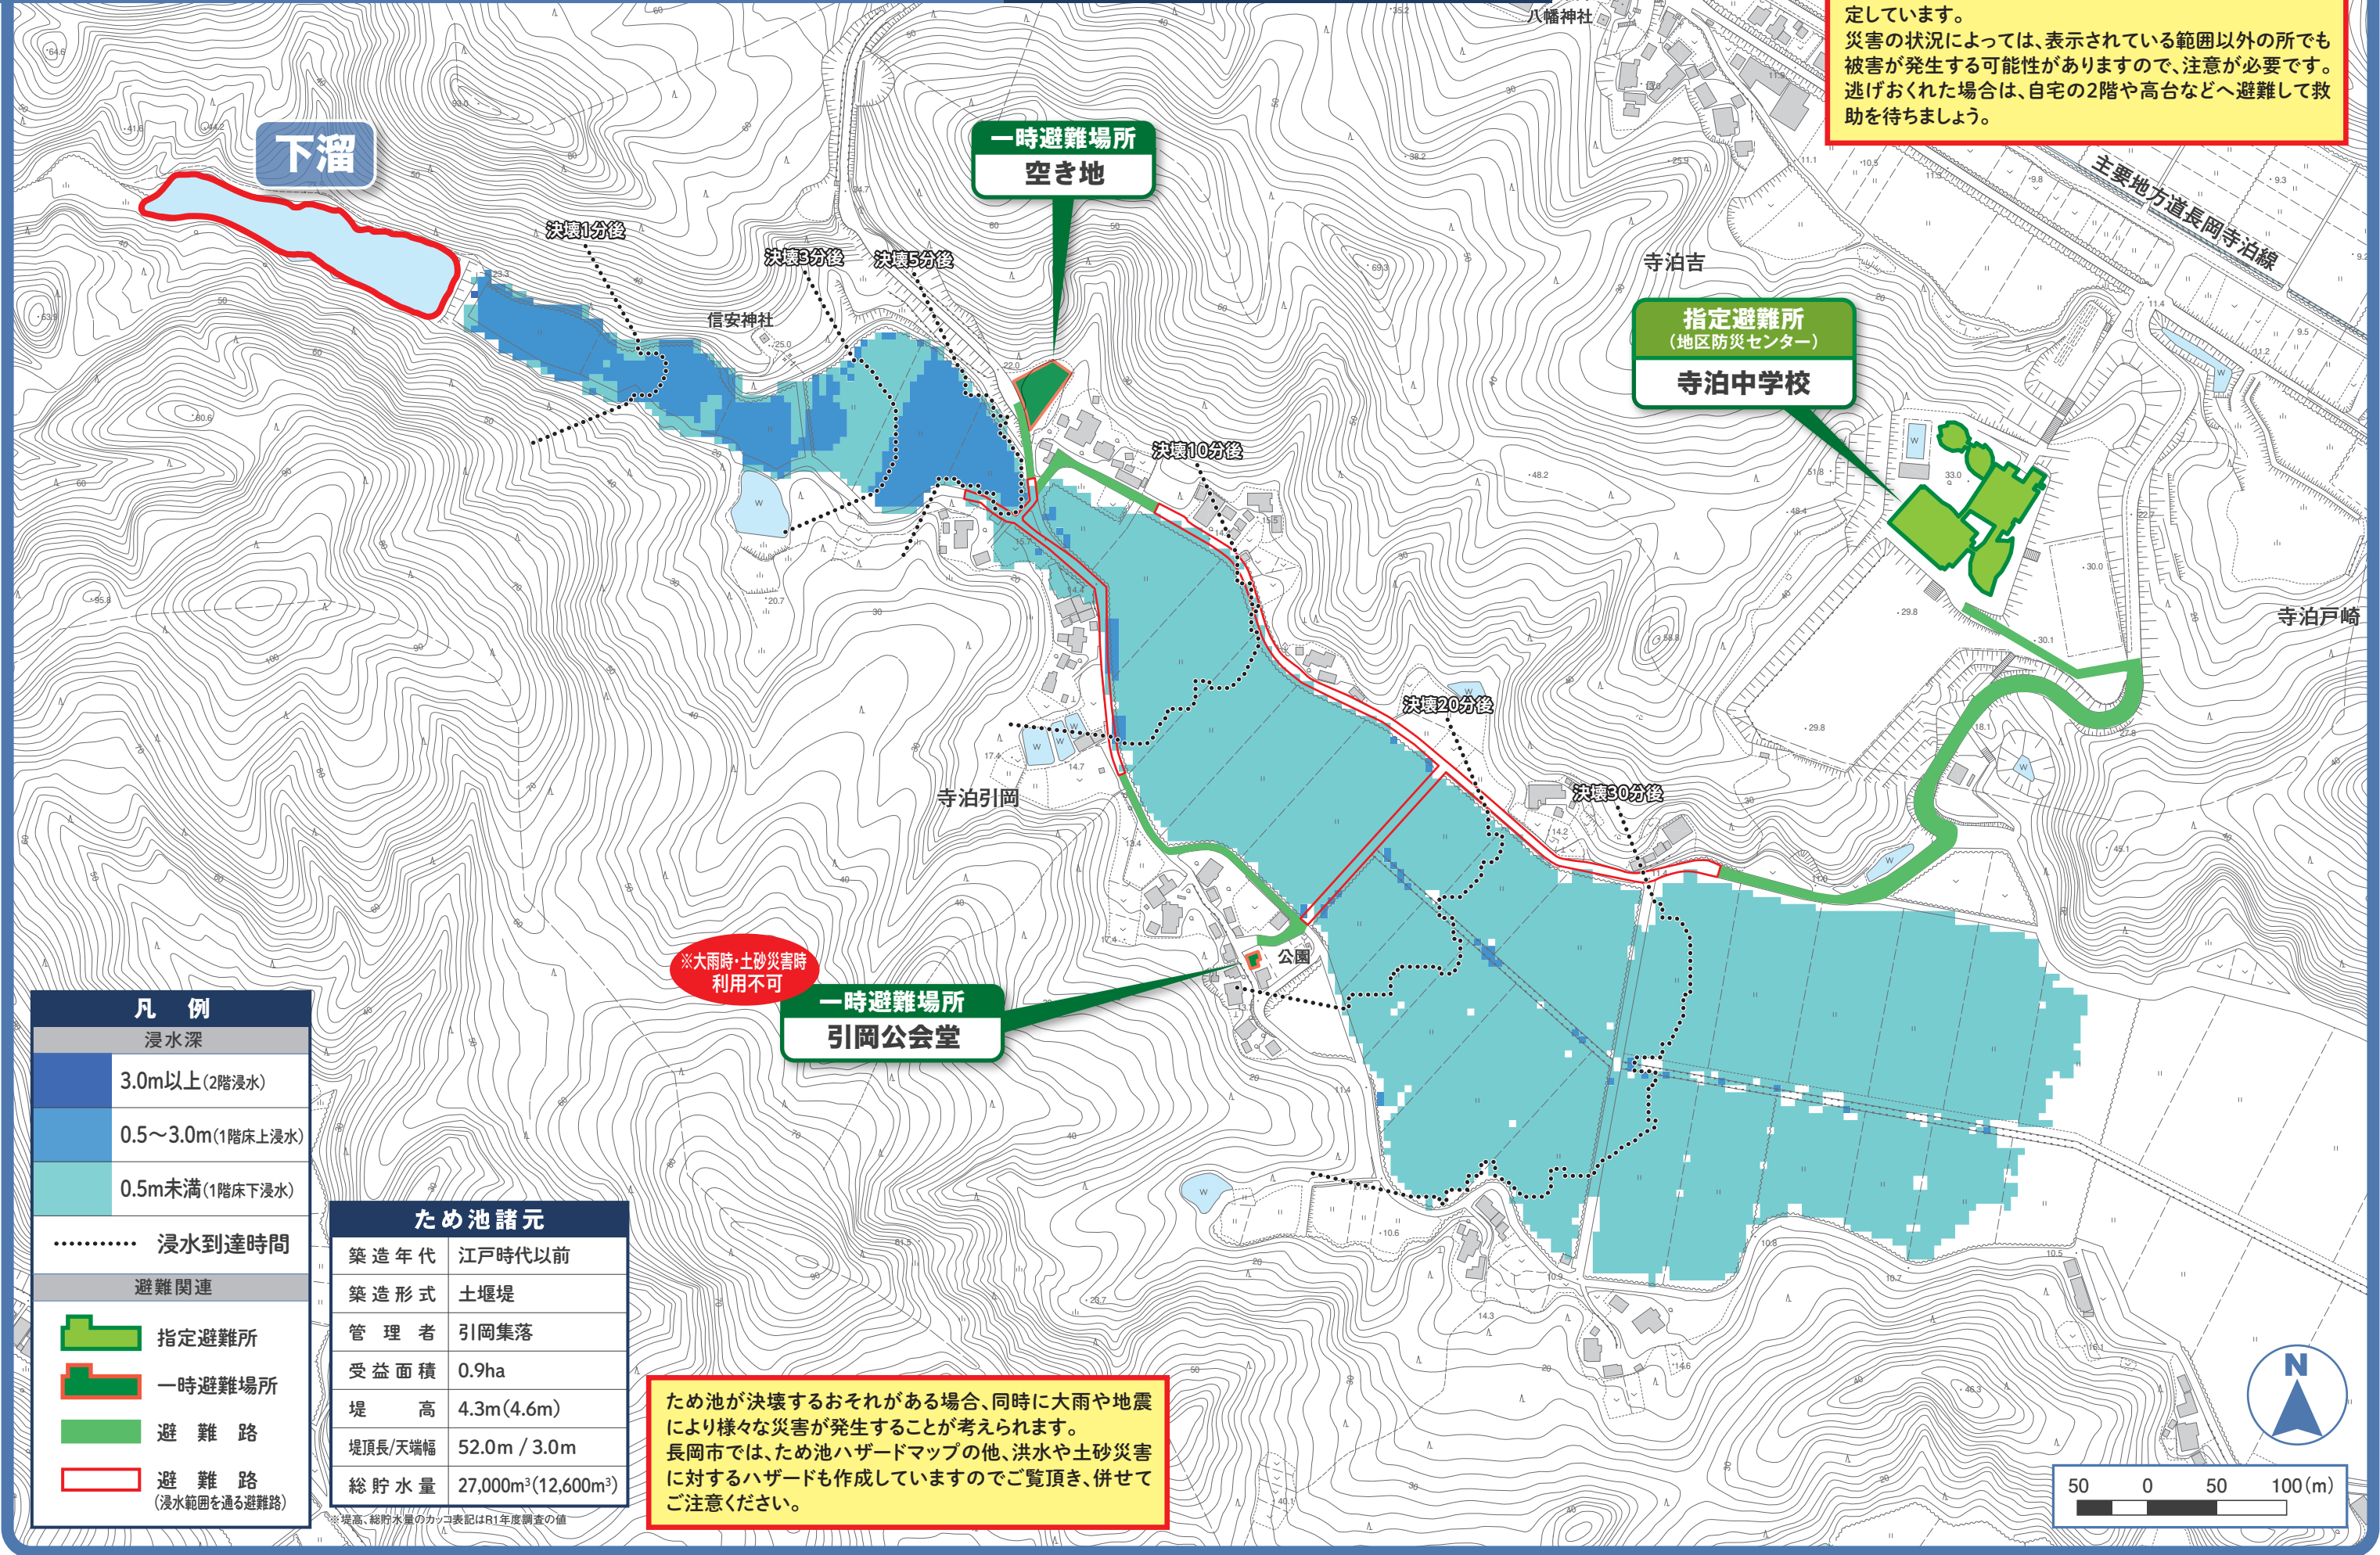 定しています。
災害の状況によっては、表示されている範囲以外の所でも
被害が発生する可能性がありますので、注意が必要です。
逃げおくれた場合は、自宅の2階や高台などへ避難して救
助を待ちましょう。
八幡神社
主要地方道長岡寺泊線
下溜
一時避難場所
空き地
決壊1分後
決壊3分後
決壊5分後
信安神社
寺泊吉
指定避難所
（地区防災センター）
寺泊中学校
決壊10分後
寺泊戸崎
決壊20分後
決壊30分後
寺泊引岡
公園
※大雨時・土砂災害時
利用不可
一時避難場所
引岡公会堂
凡 例
浸水深
3.0m以上（2階浸水）
0.5～3.0m（1階床上浸水）
0.5m未満（1階床下浸水）
浸水到達時間
避難関連
指定避難所
一時避難場所
避 難 路
避 難 路
（浸水範囲を通る避難路）
ため池諸元
築造年代 江戸時代以前
築造形式 土堰堤
管理者 引岡集落
受益面積 0.9ha
堤高 4.3m（4.6m）
堤頂長/天端幅 52.0m / 3.0m
総貯水量 27,000m³（12,600m³）
※堤高、総貯水量のカッコ表記はR1年度調査の値
ため池が決壊するおそれがある場合、同時に大雨や地震
により様々な災害が発生することが考えられます。
長岡市では、ため池ハザードマップの他、洪水や土砂災害
に対するハザードも作成していますのでご覧頂き、併せて
ご注意ください。
N
50 0 50 100（m）